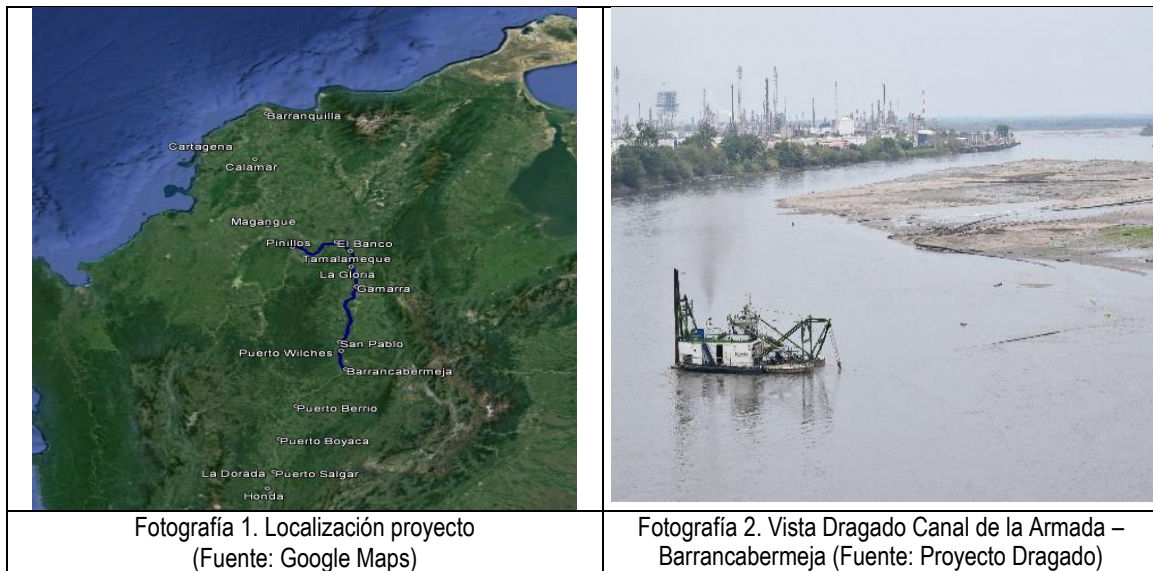 Barranquilla
Cartagena
Calamar
Magangue
Pinillos
El Banco
Tamalameque
La Gloria
Gamarra
San Pablo
Puerto Wilches
Barrancabermeja
Puerto Berrio
Puerto Boyaca
La Dorada
Puerto Salgar
Honda
Fotografía 1. Localización proyecto
(Fuente: Google Maps)
Fotografía 2. Vista Dragado Canal de la Armada –
Barrancabermeja (Fuente: Proyecto Dragado)